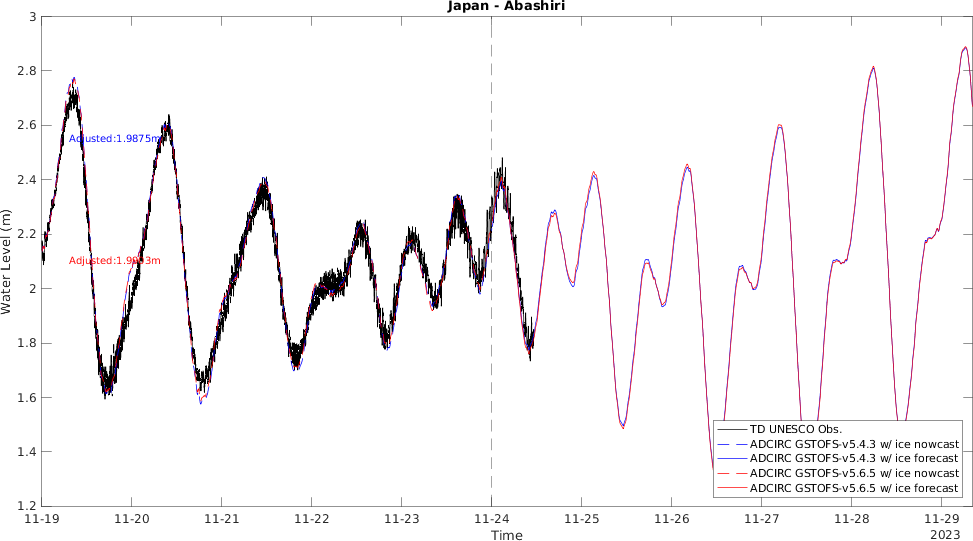 Japan - Abashiri
3
2.8
2.6
2.4
2.2
2
1.8
1.6
1.4
1.2
Water Level (m)
Adjusted:1.9875m
TD UNESCO Obs.
ADCIRC GSTOFS-v5.4.3 w/ ice nowcast
ADCIRC GSTOFS-v5.4.3 w/ ice forecast
ADCIRC GSTOFS-v5.6.5 w/ ice nowcast
ADCIRC GSTOFS-v5.6.5 w/ ice forecast
11-19 11-20 11-21 11-22 11-23 11-24 11-25 11-26 11-27 11-28 11-29
Time
2023